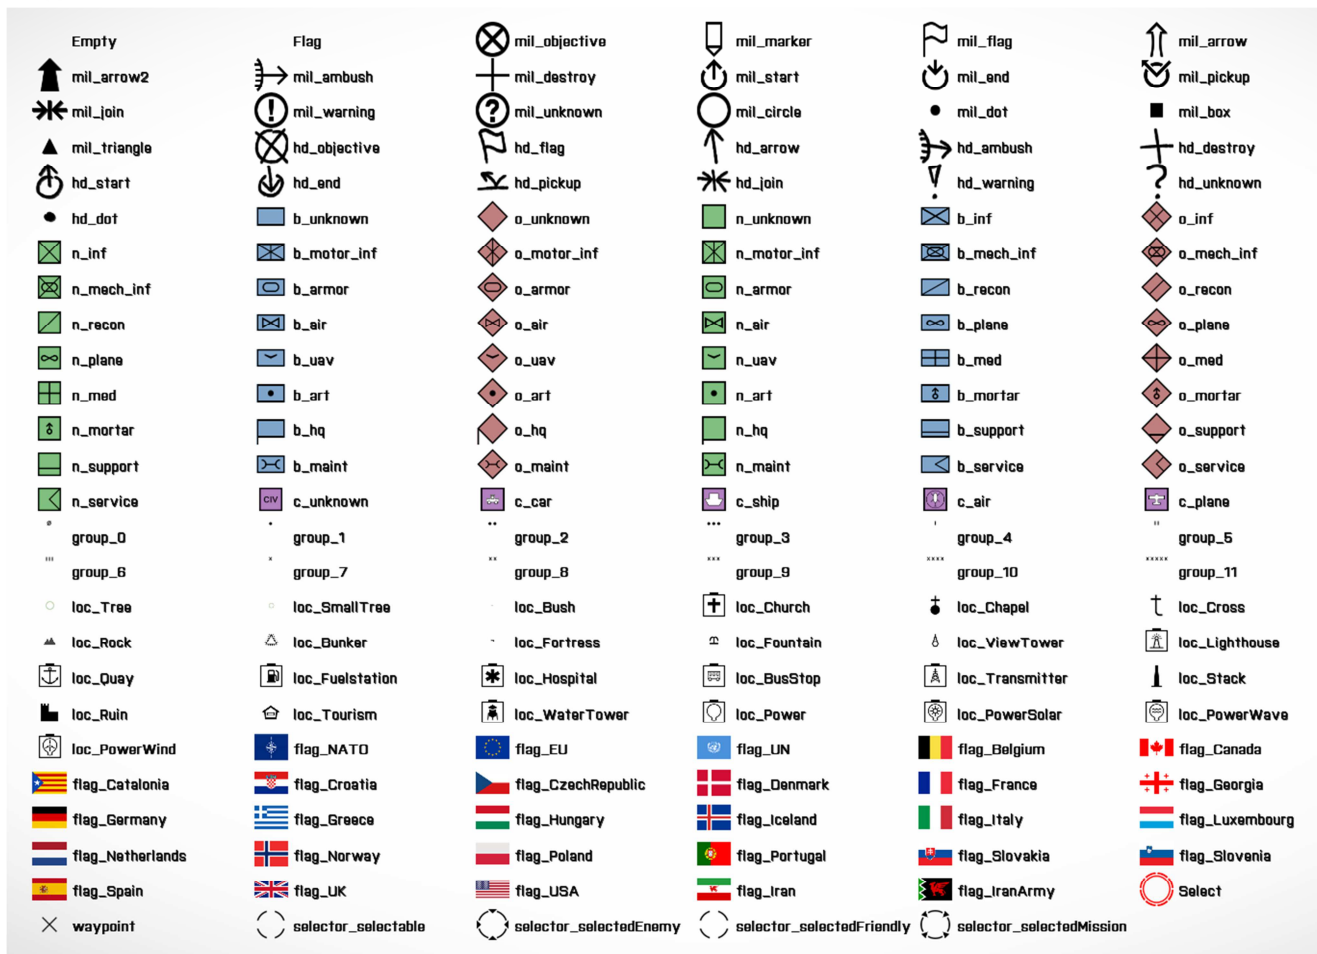 Empty Flag mil_objective mil_marker mil_flag mil_arrow
mil_arrow2 mil_ambush mil_destroy mil_start mil_end mil_pickup
mil_join mil_warning mil_unknown mil_circle mil_dot mil_box
mil_triangle hd_objective hd_flag hd_arrow hd_ambush hd_destroy
hd_start hd_end hd_pickup hd_join hd_warning hd_unknown
hd_dot b_unknown o_unknown n_unknown b_inf o_inf
n_inf b_motor_inf o_motor_inf n_motor_inf b_mech_inf o_mech_inf
n_mech_inf b_armor o_armor n_armor b_recon o_recon
n_recon b_air o_air n_air b_plane o_plane
n_plane b_uav o_uav n_uav b_med o_med
n_med b_art o_art n_art b_mortar o_mortar
n_mortar b_hq o_hq n_hq b_support o_support
n_support b_maint o_maint n_maint b_service o_service
n_service CIV c_unknown c_car c_ship c_air c_plane
group_0 group_1 group_2 group_3 group_4 group_5
group_6 group_7 group_8 group_9 group_10 group_11
loc_Tree loc_SmallTree loc_Bush loc_Church loc_Chapel loc_Cross
loc_Rock loc_Bunker loc_Fortress loc_Fountain loc_ViewTower loc_Lighthouse
loc_Quay loc_Fuelstation loc_Hospital loc_BusStop loc_Transmitter loc_Stack
loc_Ruin loc_Tourism loc_WaterTower loc_Power loc_PowerSolar loc_PowerWave
loc_PowerWind flag_NATO flag_EU flag_UN flag_Belgium flag_Canada
flag_Catalonia flag_Croatia flag_CzechRepublic flag_Denmark flag_France flag_Georgia
flag_Germany flag_Greece flag_Hungary flag_Iceland flag_Italy flag_Luxembourg
flag_Netherlands flag_Norway flag_Poland flag_Portugal flag_Slovakia flag_Slovenia
flag_Spain flag_UK flag_USA flag_Iran flag_IranArmy Select
waypoint selector_selectable selector_selectedEnemy selector_selectedFriendly selector_selectedMission